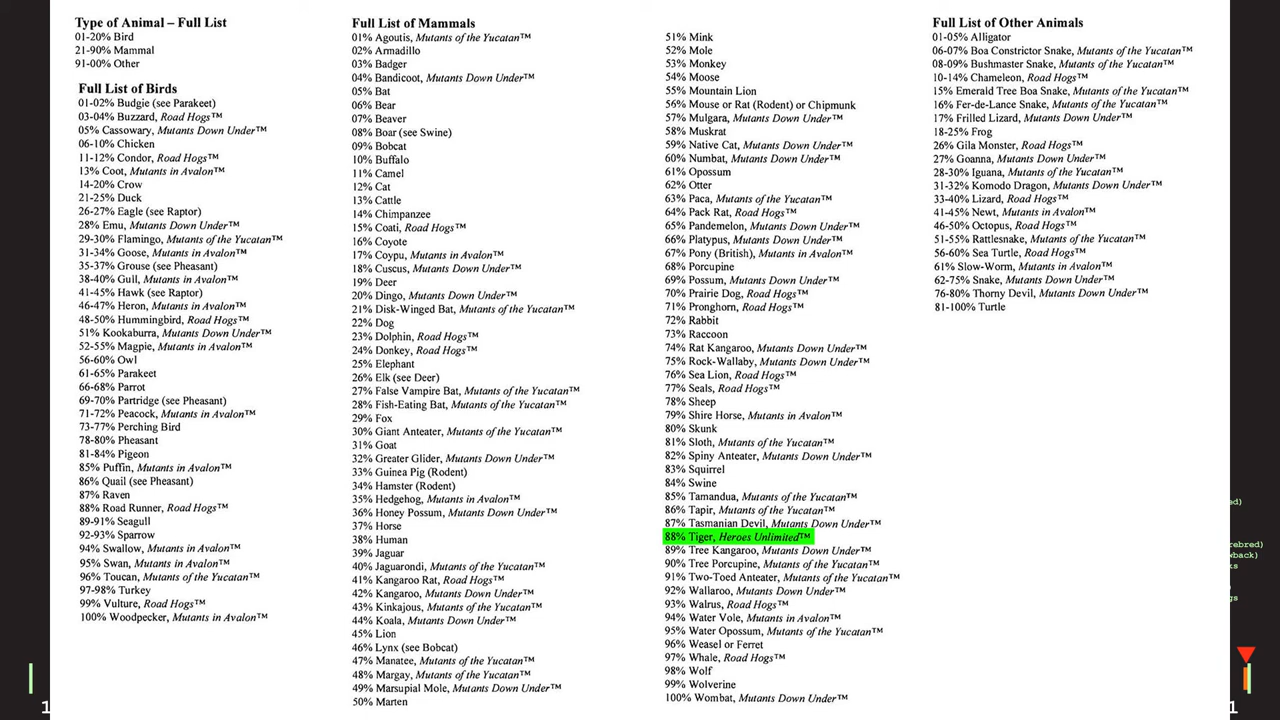 Type of Animal – Full List
01-20% Bird
21-90% Mammal
91-00% Other
Full List of Birds
01-02% Budgie (see Parakeet)
03-04% Buzzard, Road Hogs™
05% Cassowary, Mutants Down Under™
06-10% Chicken
11-12% Condor, Road Hogs™
13% Coot, Mutants in Avalon™
14-20% Crow
21-25% Duck
26-27% Eagle (see Raptor)
28% Emu, Mutants Down Under™
29-30% Flamingo, Mutants of the Yucatan™
31-34% Goose, Mutants in Avalon™
35-37% Grouse (see Pheasant)
38-40% Gull, Mutants in Avalon™
41-45% Hawk (see Raptor)
46-47% Heron, Mutants in Avalon™
48-50% Hummingbird, Road Hogs™
51% Kookaburra, Mutants Down Under™
52-55% Magpie, Mutants in Avalon™
56-60% Owl
61-65% Parakeet
66-68% Parrot
69-70% Partridge (see Pheasant)
71-72% Peacock, Mutants in Avalon™
73-77% Perching Bird
78-80% Pheasant
81-84% Pigeon
85% Puffin, Mutants in Avalon™
86% Quail (see Pheasant)
87% Raven
88% Road Runner, Road Hogs™
89-91% Seagull
92-93% Sparrow
94% Swallow, Mutants in Avalon™
95% Swan, Mutants in Avalon™
96% Toucan, Mutants of the Yucatan™
97-98% Turkey
99% Vulture, Road Hogs™
100% Woodpecker, Mutants in Avalon™
Full List of Mammals
01% Agoutis, Mutants of the Yucatan™
02% Armadillo
03% Badger
04% Bandicoot, Mutants Down Under™
05% Bat
06% Bear
07% Beaver
08% Boar (see Swine)
09% Bobcat
10% Buffalo
11% Camel
12% Cat
13% Cattle
14% Chimpanzee
15% Coati, Road Hogs™
16% Coyote
17% Coypu, Mutants in Avalon™
18% Cuscus, Mutants Down Under™
19% Deer
20% Dingo, Mutants Down Under™
21% Disk-Winged Bat, Mutants of the Yucatan™
22% Dog
23% Dolphin, Road Hogs™
24% Donkey, Road Hogs™
25% Elephant
26% Elk (see Deer)
27% False Vampire Bat, Mutants of the Yucatan™
28% Fish-Eating Bat, Mutants of the Yucatan™
29% Fox
30% Giant Anteater, Mutants of the Yucatan™
31% Goat
32% Greater Glider, Mutants Down Under™
33% Guinea Pig (Rodent)
34% Hamster (Rodent)
35% Hedgehog, Mutants in Avalon™
36% Honey Possum, Mutants Down Under™
37% Horse
38% Human
39% Jaguar
40% Jaguarondi, Mutants of the Yucatan™
41% Kangaroo Rat, Road Hogs™
42% Kangaroo, Mutants Down Under™
43% Kinkajous, Mutants of the Yucatan™
44% Koala, Mutants Down Under™
45% Lion
46% Lynx (see Bobcat)
47% Manatee, Mutants of the Yucatan™
48% Margay, Mutants of the Yucatan™
49% Marsupial Mole, Mutants Down Under™
50% Marten
51% Mink
52% Mole
53% Monkey
54% Moose
55% Mountain Lion
56% Mouse or Rat (Rodent) or Chipmunk
57% Mulgara, Mutants Down Under™
58% Muskrat
59% Native Cat, Mutants Down Under™
60% Numbat, Mutants Down Under™
61% Opossum
62% Otter
63% Paca, Mutants of the Yucatan™
64% Pack Rat, Road Hogs™
65% Pandemelon, Mutants Down Under™
66% Platypus, Mutants Down Under™
67% Pony (British), Mutants in Avalon™
68% Porcupine
69% Possum, Mutants Down Under™
70% Prairie Dog, Road Hogs™
71% Pronghorn, Road Hogs™
72% Rabbit
73% Raccoon
74% Rat Kangaroo, Mutants Down Under™
75% Rock-Wallaby, Mutants Down Under™
76% Sea Lion, Road Hogs™
77% Seals, Road Hogs™
78% Sheep
79% Shire Horse, Mutants in Avalon™
80% Skunk
81% Sloth, Mutants of the Yucatan™
82% Spiny Anteater, Mutants Down Under™
83% Squirrel
84% Swine
85% Tamandua, Mutants of the Yucatan™
86% Tapir, Mutants of the Yucatan™
87% Tasmanian Devil, Mutants Down Under™
88% Tiger, Heroes Unlimited™
89% Tree Kangaroo, Mutants Down Under™
90% Tree Porcupine, Mutants of the Yucatan™
91% Two-Toed Anteater, Mutants of the Yucatan™
92% Wallaroo, Mutants Down Under™
93% Walrus, Road Hogs™
94% Water Vole, Mutants in Avalon™
95% Water Opossum, Mutants of the Yucatan™
96% Weasel or Ferret
97% Whale, Road Hogs™
98% Wolf
99% Wolverine
100% Wombat, Mutants Down Under™
Full List of Other Animals
01-05% Alligator
06-07% Boa Constrictor Snake, Mutants of the Yucatan™
08-09% Bushmaster Snake, Mutants of the Yucatan™
10-14% Chameleon, Road Hogs™
15% Emerald Tree Boa Snake, Mutants of the Yucatan™
16% Fer-de-Lance Snake, Mutants of the Yucatan™
17% Frilled Lizard, Mutants Down Under™
18-25% Frog
26% Gila Monster, Road Hogs™
27% Goanna, Mutants Down Under™
28-30% Iguana, Mutants of the Yucatan™
31-32% Komodo Dragon, Mutants Down Under™
33-40% Lizard, Road Hogs™
41-45% Newt, Mutants in Avalon™
46-50% Octopus, Road Hogs™
51-55% Rattlesnake, Mutants of the Yucatan™
56-60% Sea Turtle, Road Hogs™
61% Slow-Worm, Mutants in Avalon™
62-75% Snake, Mutants Down Under™
76-80% Thorny Devil, Mutants Down Under™
81-100% Turtle
1
1